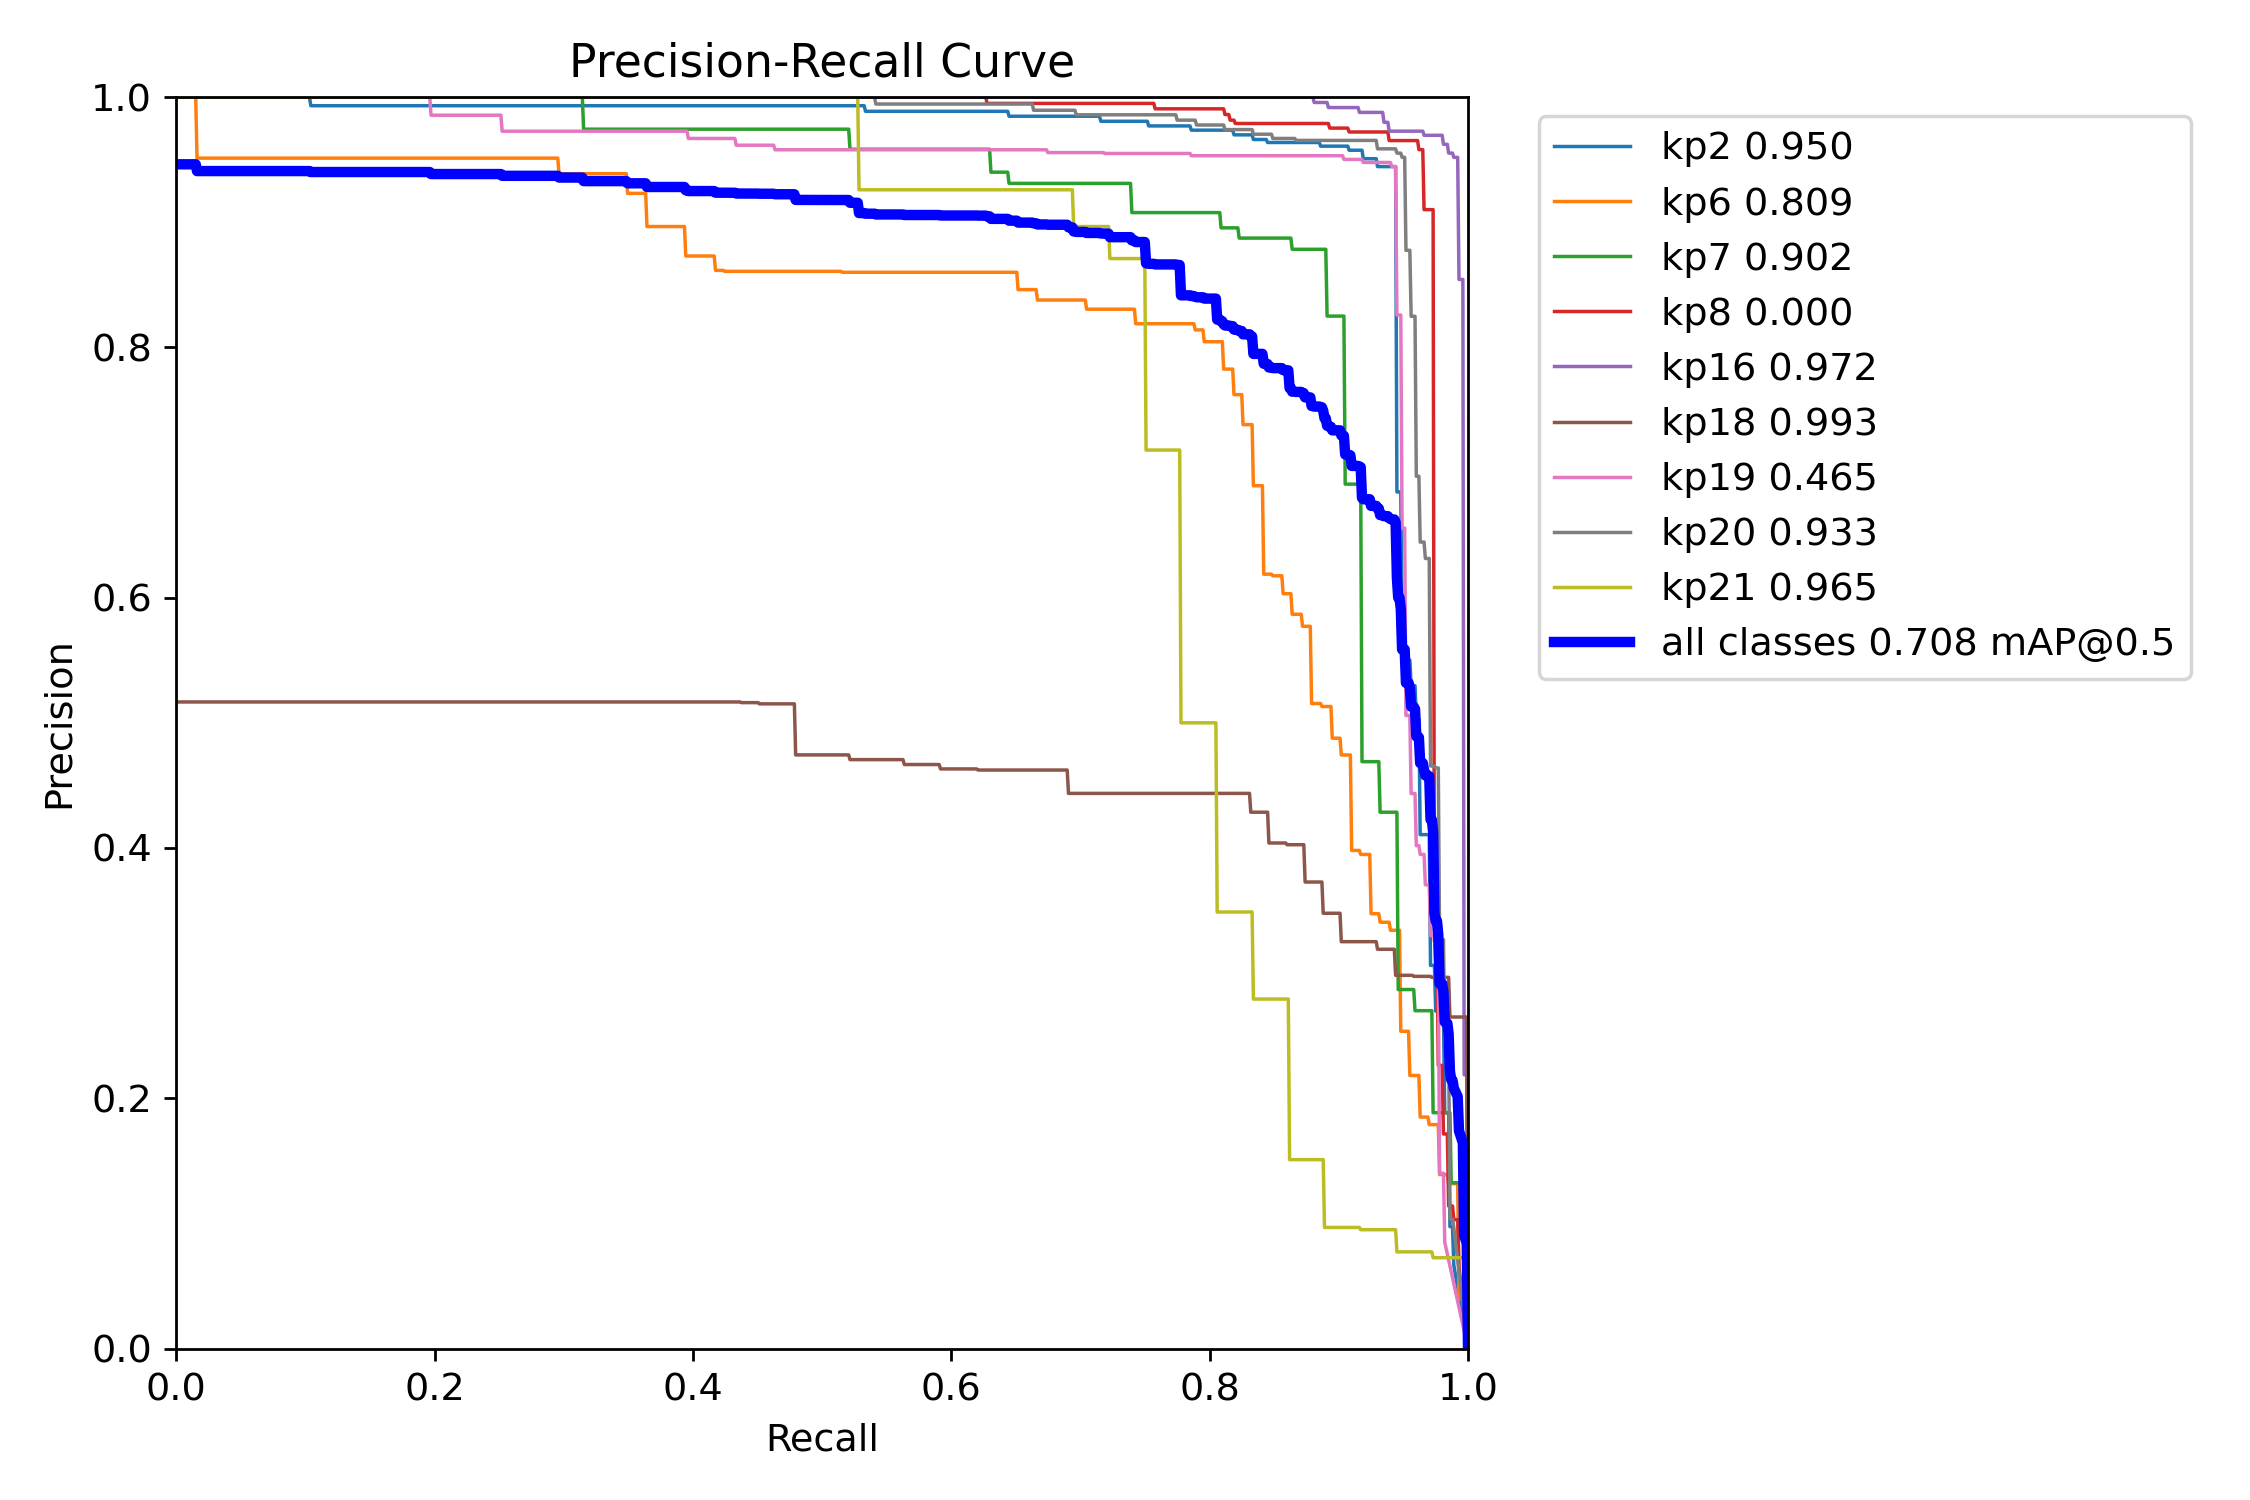 Precision-Recall Curve
1.0
0.8
0.6
0.4
0.2
0.0
Precision
0.0 0.2 0.4 0.6 0.8 1.0
Recall
kp2 0.950
kp6 0.809
kp7 0.902
kp8 0.000
kp16 0.972
kp18 0.993
kp19 0.465
kp20 0.933
kp21 0.965
all classes 0.708 mAP@0.5